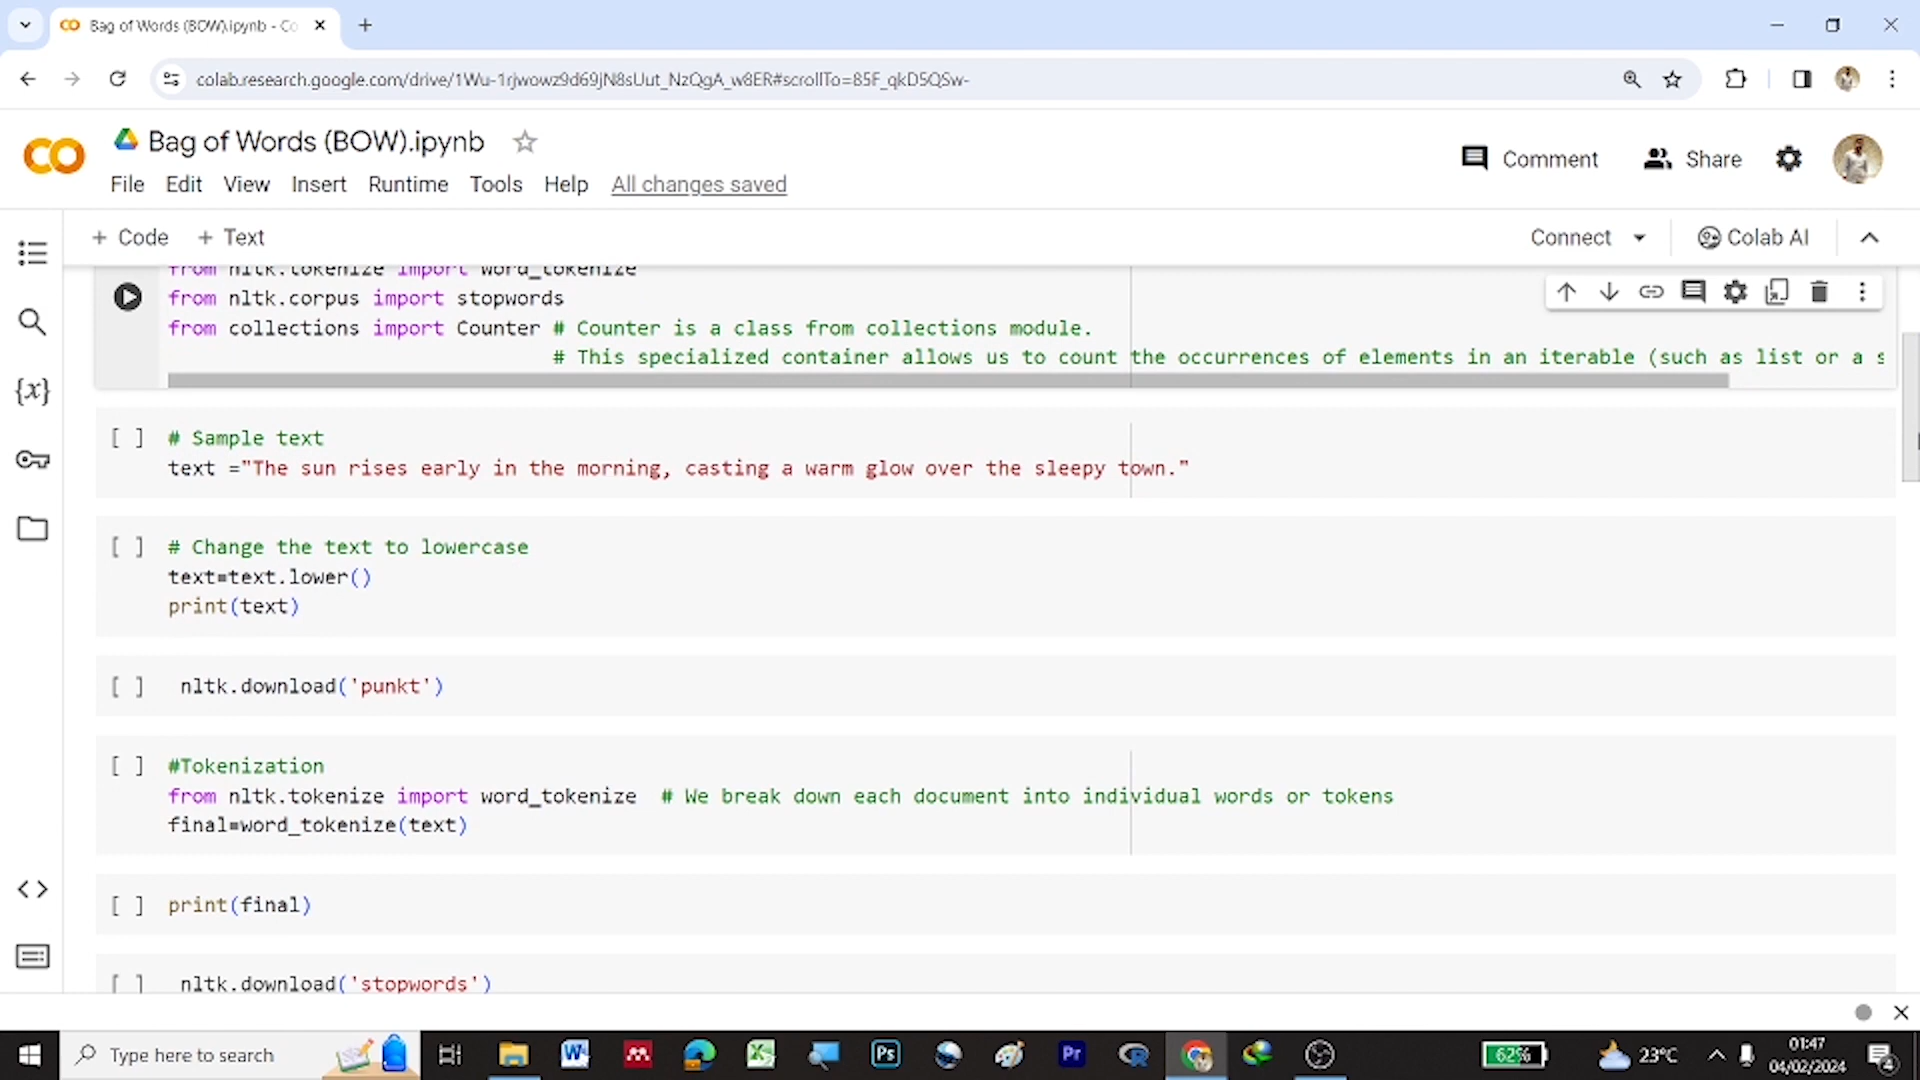 Bag of Words (BOW).ipynb - Co
colab.research.google.com/drive/1Wu-1rjwowz9d69jN8sUut_NzQgA_w8ER#scrollTo=85F_qkD5QSw-
CO
Bag of Words (BOW).ipynb
File Edit View Insert Runtime Tools Help All changes saved
Comment Share
+ Code + Text
Connect Colab AI
from nltk.tokenize import word_tokenize
from nltk.corpus import stopwords
from collections import Counter # Counter is a class from collections module.
# This specialized container allows us to count the occurrences of elements in an iterable (such as list or a s
[ ] # Sample text
text ="The sun rises early in the morning, casting a warm glow over the sleepy town."
[ ] # Change the text to lowercase
text=text.lower()
print(text)
[ ] nltk.download('punkt')
[ ] #Tokenization
from nltk.tokenize import word_tokenize # We break down each document into individual words or tokens
final=word_tokenize(text)
[ ] print(final)
[ ] nltk.download('stopwords')
Type here to search
62%
23°C
01:47
04/02/2024
4